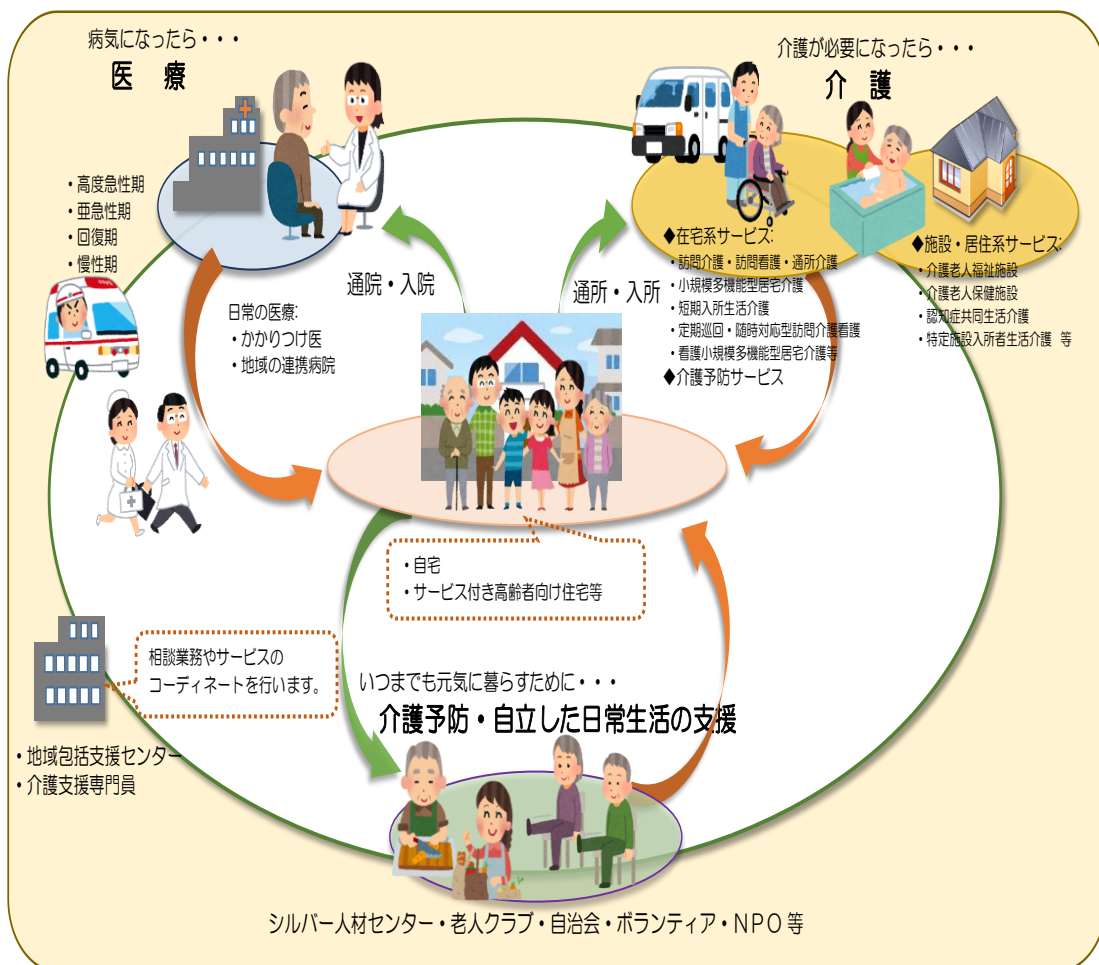 病気になったら・・・
医 療
介護が必要になったら・・・
介 護
・高度急性期
・亜急性期
・回復期
・慢性期
通院・入院
通所・入所
日常の医療:
・かかりつけ医
・地域の連携病院
◆在宅系サービス:
・訪問介護・訪問看護・通所介護
・小規模多機能型居宅介護
・短期入所生活介護
・定期巡回・随時対応型訪問介護看護
・看護小規模多機能型居宅介護等
◆介護予防サービス
◆施設・居住系サービス:
・介護老人福祉施設
・介護老人保健施設
・認知症共同生活介護
・特定施設入所者生活介護 等
・自宅
・サービス付き高齢者向け住宅等
相談業務やサービスの
コーディネートを行います。
・地域包括支援センター
・介護支援専門員
いつまでも元気に暮らすために・・・
介護予防・自立した日常生活の支援
シルバー人材センター・老人クラブ・自治会・ボランティア・NPO 等